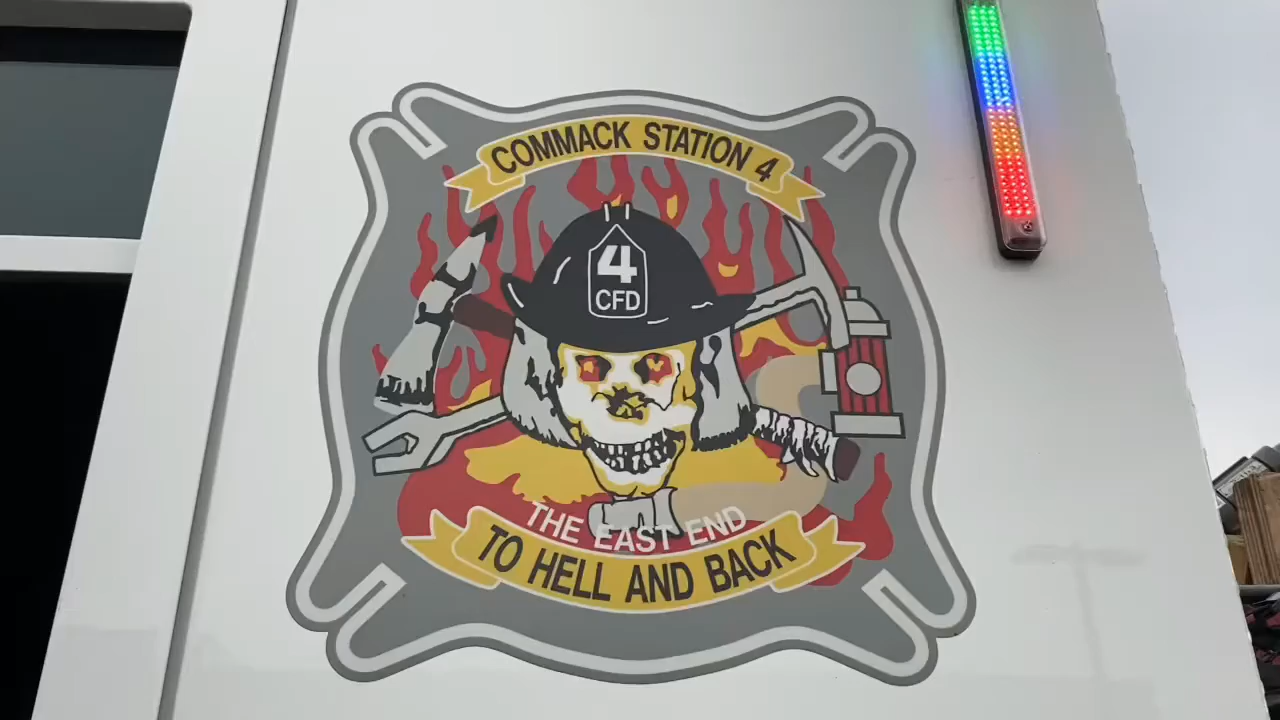 COMMACK STATION 4
4
CFD
THE EAST END
TO HELL AND BACK